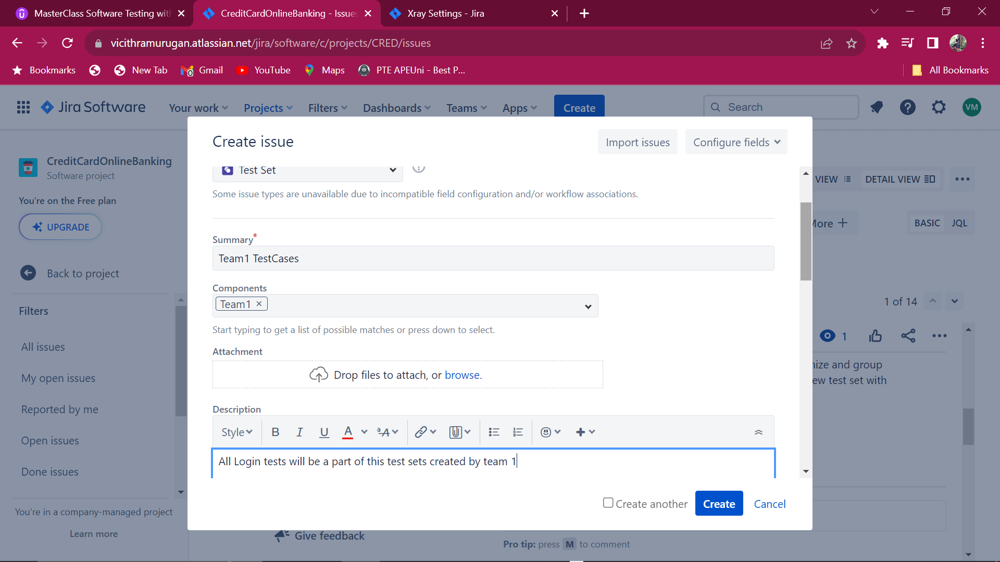 MasterClass Software Testing wit
CreditCardOnlineBanking - Issues
Xray Settings - Jira
vicithramurugan.atlassian.net/jira/software/c/projects/CRED/issues
Bookmarks
New Tab
Gmail
YouTube
Maps
PTE APEUni - Best P...
All Bookmarks
Jira Software
Your work
Projects
Filters
Dashboards
Teams
Apps
Create
Search
VM
Create issue
Import issues
Configure fields
CreditCardOnlineBanking
Software project
You're on the Free plan
UPGRADE
Back to project
Filters
All issues
My open issues
Reported by me
Open issues
Done issues
You're in a company-managed project
Learn more
Test Set
Some issue types are unavailable due to incompatible field configuration and/or workflow associations.
Summary*
Team1 TestCases
Components
Team1 ×
Start typing to get a list of possible matches or press down to select.
Attachment
Drop files to attach, or browse.
Description
Style
B I U A
All Login tests will be a part of this test sets created by team 1
Create another
Create
Cancel
VIEW
DETAIL VIEW
More +
BASIC
JQL
1 of 14
1
nize and group
ew test set with
Give feedback
Pro tip: press M to comment